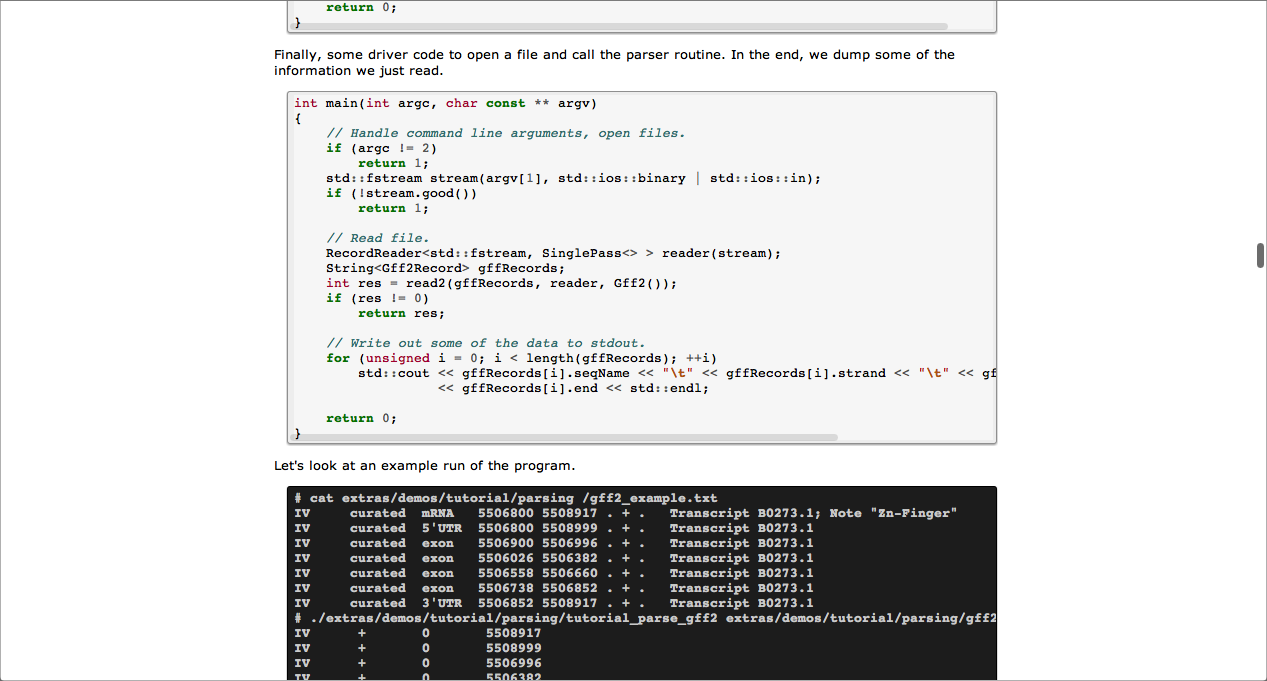 return 0;
}
Finally, some driver code to open a file and call the parser routine. In the end, we dump some of the
information we just read.
int main(int argc, char const ** argv)
{
    // Handle command line arguments, open files.
    if (argc != 2)
        return 1;
    std::fstream stream(argv[1], std::ios::binary | std::ios::in);
    if (!stream.good())
        return 1;

    // Read file.
    RecordReader<std::fstream, SinglePass<> > reader(stream);
    String<Gff2Record> gffRecords;
    int res = read2(gffRecords, reader, Gff2());
    if (res != 0)
        return res;

    // Write out some of the data to stdout.
    for (unsigned i = 0; i < length(gffRecords); ++i)
        std::cout << gffRecords[i].seqName << "\t" << gffRecords[i].strand << "\t" << gf
                  << gffRecords[i].end << std::endl;

    return 0;
}
Let's look at an example run of the program.
# cat extras/demos/tutorial/parsing /gff2_example.txt
IV     curated  mRNA   5506800 5508917 . + .   Transcript B0273.1; Note "Zn-Finger"
IV     curated  5'UTR  5506800 5508999 . + .   Transcript B0273.1
IV     curated  exon   5506900 5506996 . + .   Transcript B0273.1
IV     curated  exon   5506026 5506382 . + .   Transcript B0273.1
IV     curated  exon   5506558 5506660 . + .   Transcript B0273.1
IV     curated  exon   5506738 5506852 . + .   Transcript B0273.1
IV     curated  3'UTR  5506852 5508917 . + .   Transcript B0273.1
# ./extras/demos/tutorial/parsing/tutorial_parse_gff2 extras/demos/tutorial/parsing/gff2
IV      +       0       5508917
IV      +       0       5508999
IV      +       0       5506996
IV      +       0       5506382